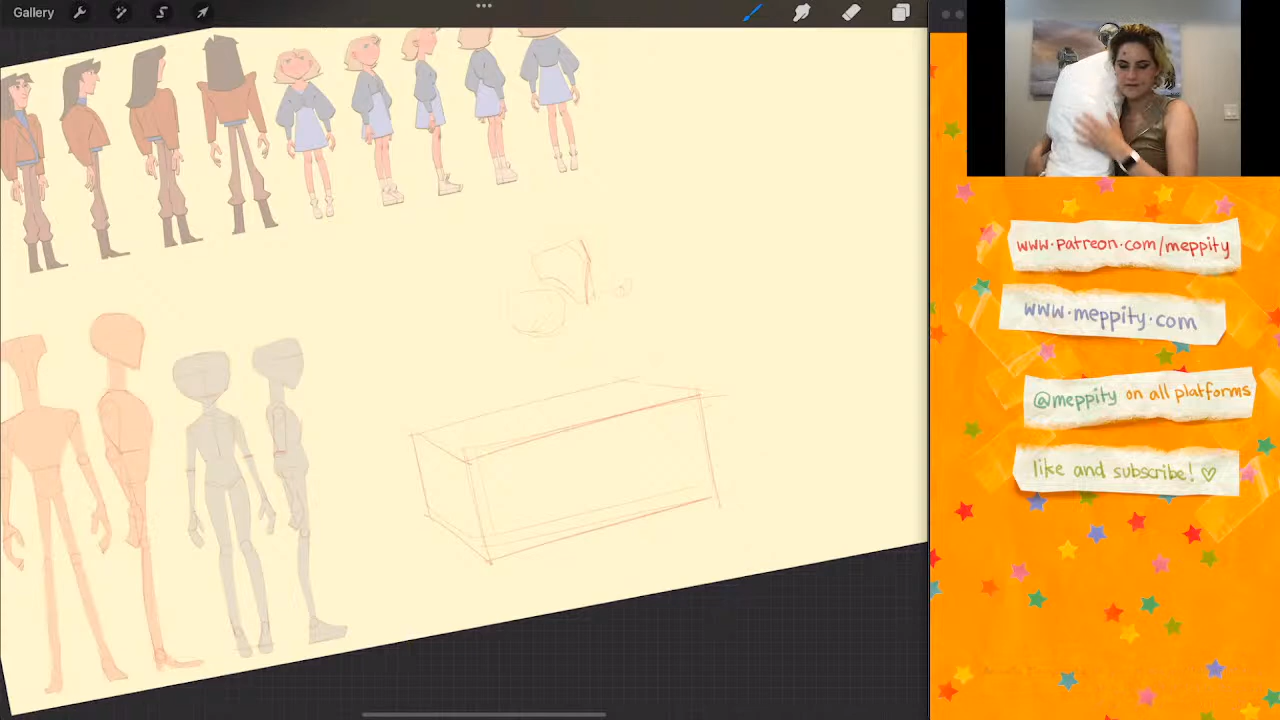 Gallery
www.patreon.com/meppity
www.meppity.com
@meppity on all platforms
like and subscribe! ♡